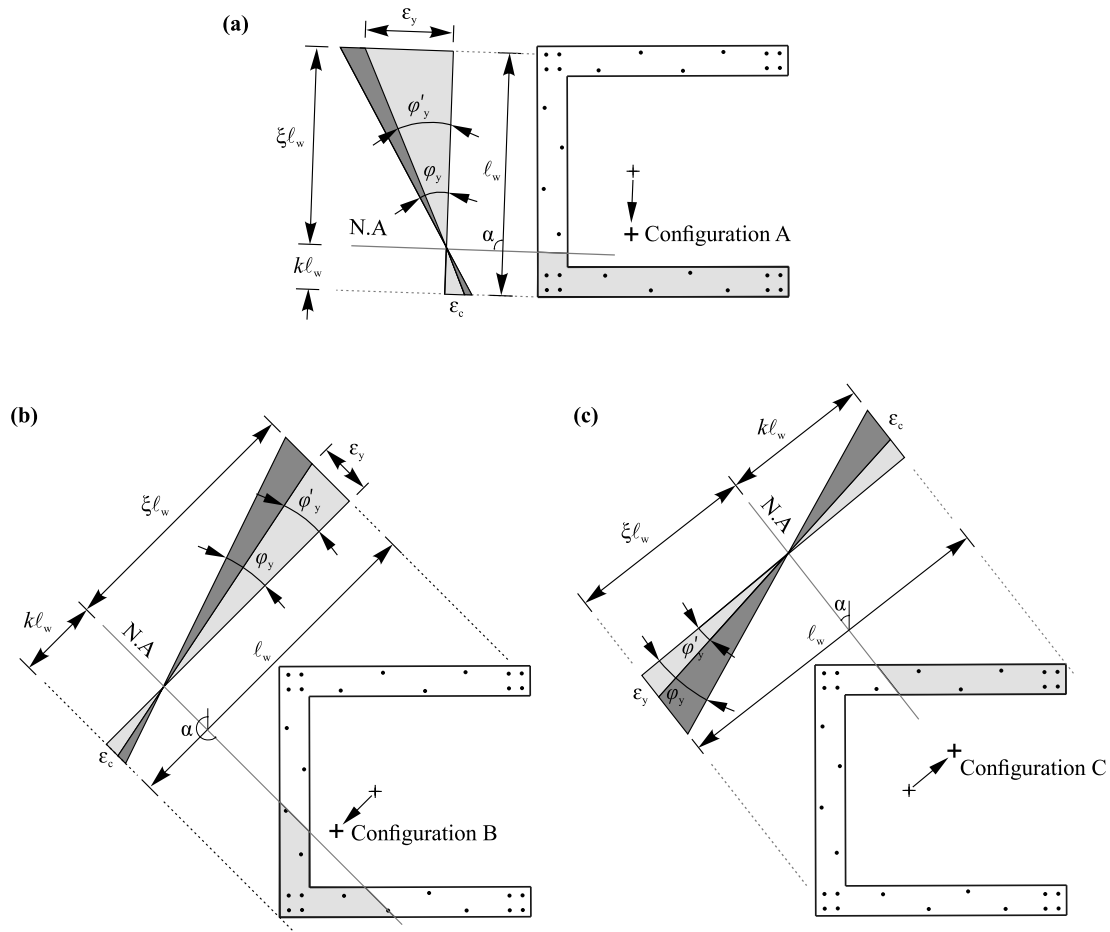 (a)
εy
φ'y
ξℓw
φy
ℓw
N.A
α
Configuration A
kℓw
εc
(b)
εy
ξℓw
φ'y
φy
kℓw
N.A
ℓw
α
εc
Configuration B
(c)
kℓw
εc
N.A
ξℓw
α
ℓw
φ'y
εy
φy
Configuration C